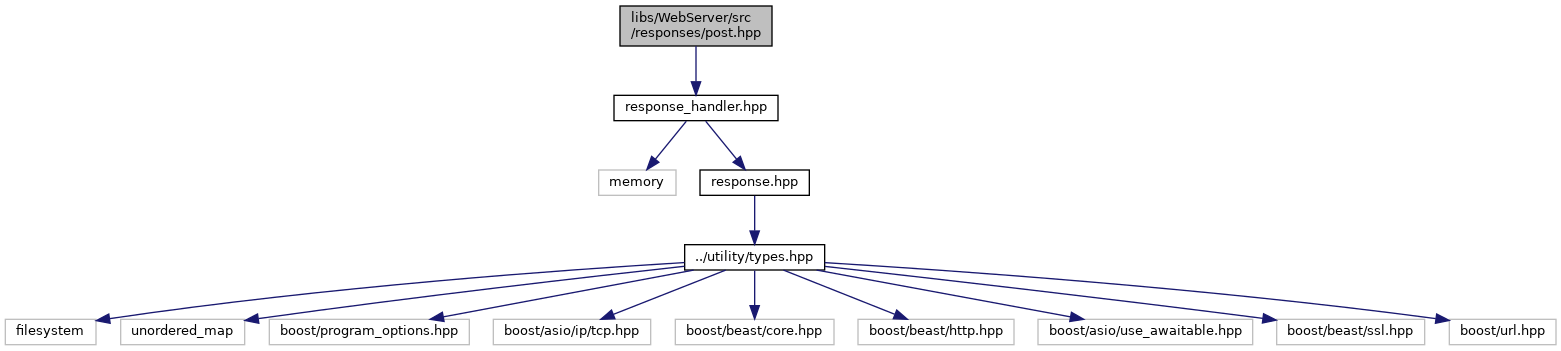 libs/WebServer/src
/responses/post.hpp
response_handler.hpp
memory
response.hpp
../utility/types.hpp
filesystem
unordered_map
boost/program_options.hpp
boost/asio/ip/tcp.hpp
boost/beast/core.hpp
boost/beast/http.hpp
boost/asio/use_awaitable.hpp
boost/beast/ssl.hpp
boost/url.hpp